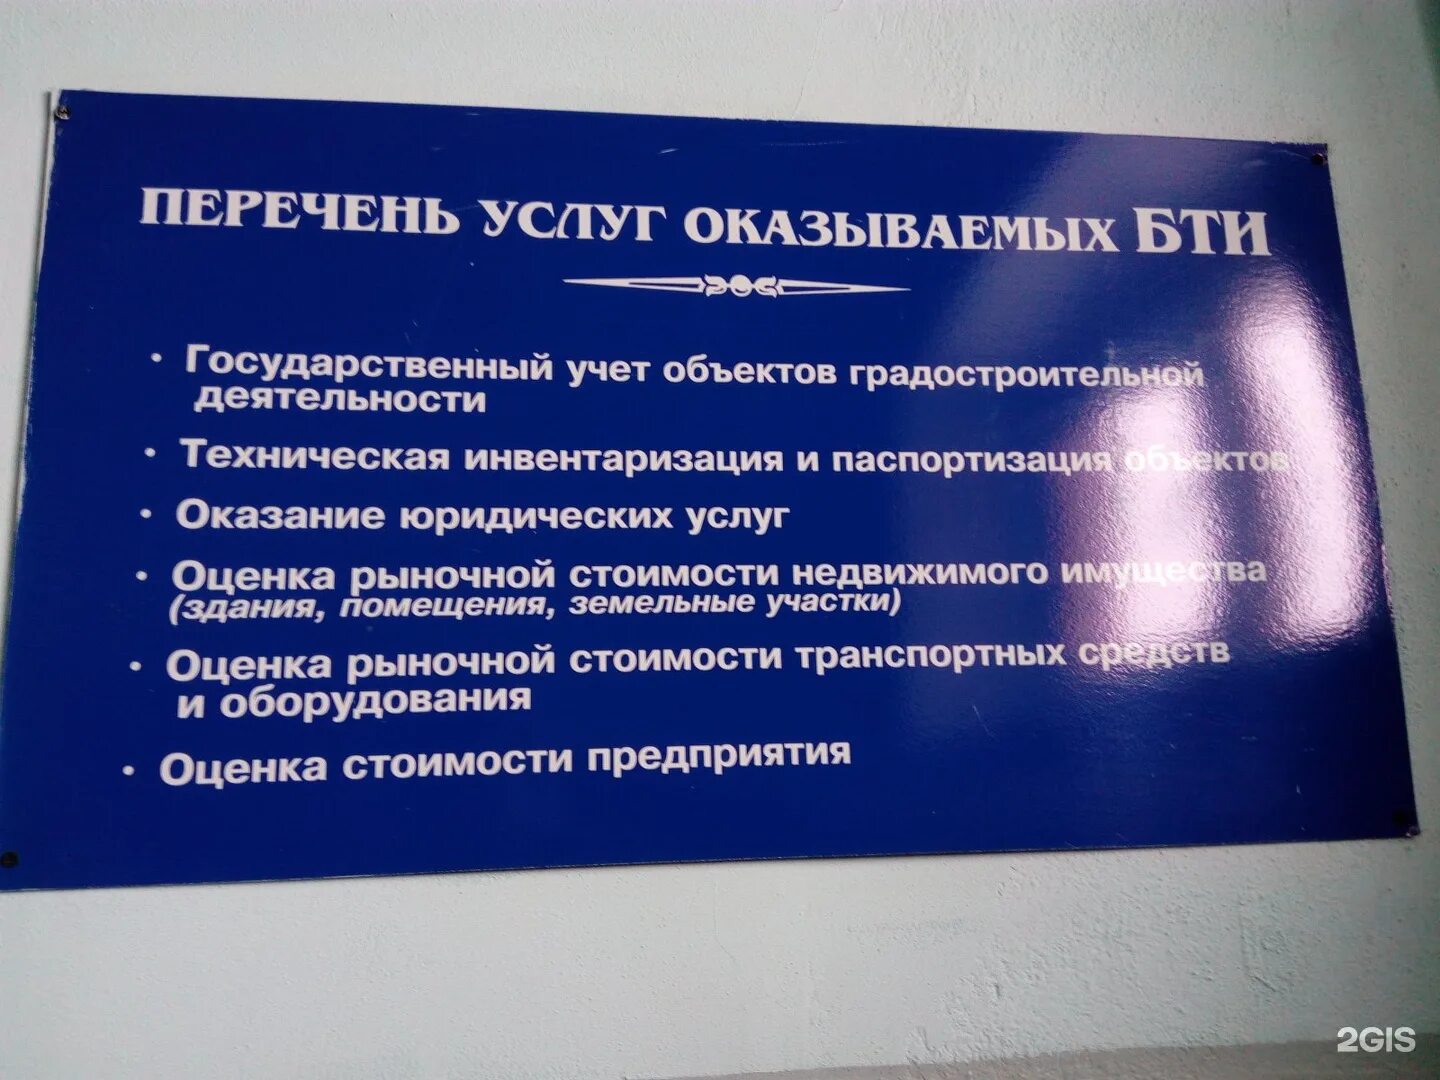 ПЕРЕЧЕНЬ УСЛУГ ОКАЗЫВАЕМЫХ БТИ
• Государственный учет объектов градостроительной
деятельности
• Техническая инвентаризация и паспортизация объектов
• Оказание юридических услуг
• Оценка рыночной стоимости недвижимого имущества
(здания, помещения, земельные участки)
• Оценка рыночной стоимости транспортных средств
и оборудования
• Оценка стоимости предприятия
2GIS